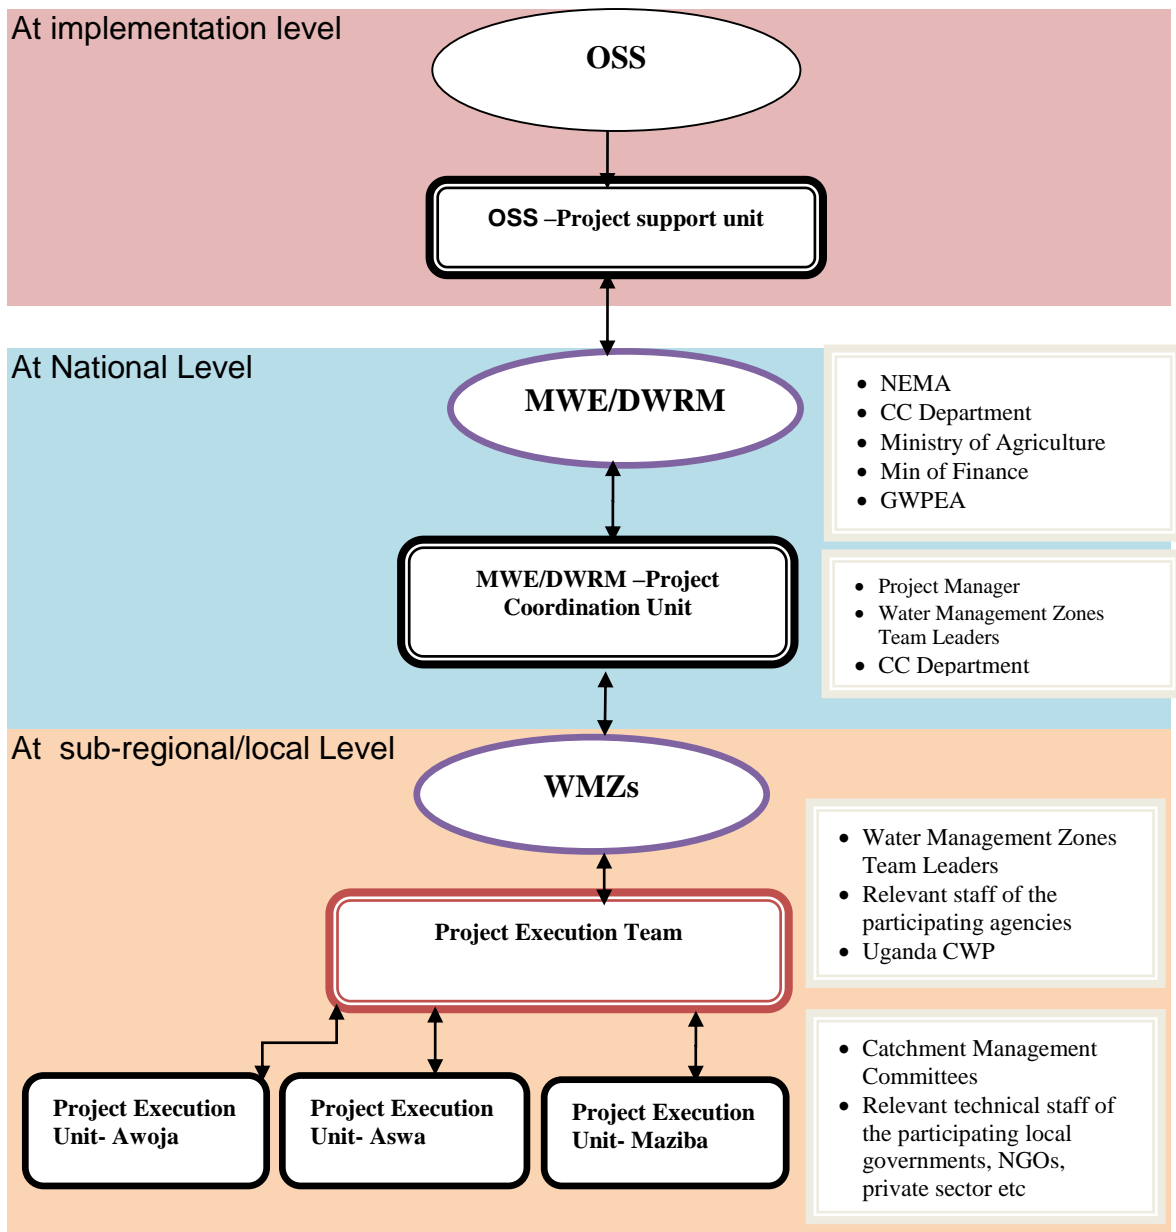 At implementation level
OSS
OSS –Project support unit
At National Level
MWE/DWRM
• NEMA
• CC Department
• Ministry of Agriculture
• Min of Finance
• GWPEA
MWE/DWRM –Project
Coordination Unit
• Project Manager
• Water Management Zones
Team Leaders
• CC Department
At sub-regional/local Level
WMZs
• Water Management Zones
Team Leaders
• Relevant staff of the
participating agencies
• Uganda CWP
Project Execution Team
Project Execution
Unit- Awoja
Project Execution
Unit- Aswa
Project Execution
Unit- Maziba
• Catchment Management
Committees
• Relevant technical staff of
the participating local
governments, NGOs,
private sector etc